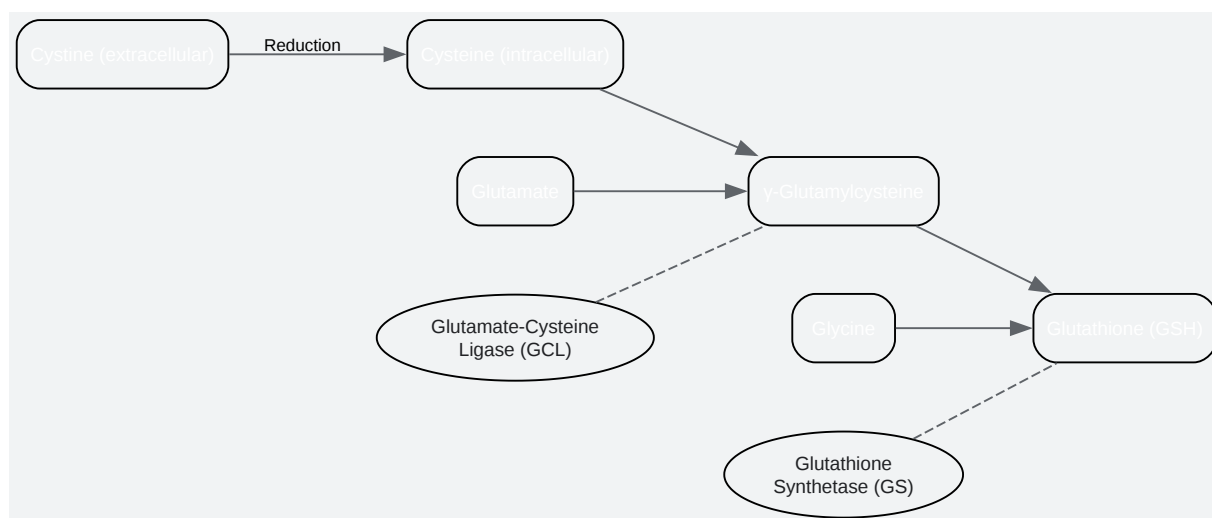 Cystine (extracellular)
Reduction
Cysteine (intracellular)
Glutamate
γ-Glutamylcysteine
Glutamate-Cysteine
Ligase (GCL)
Glycine
Glutathione (GSH)
Glutathione
Synthetase (GS)